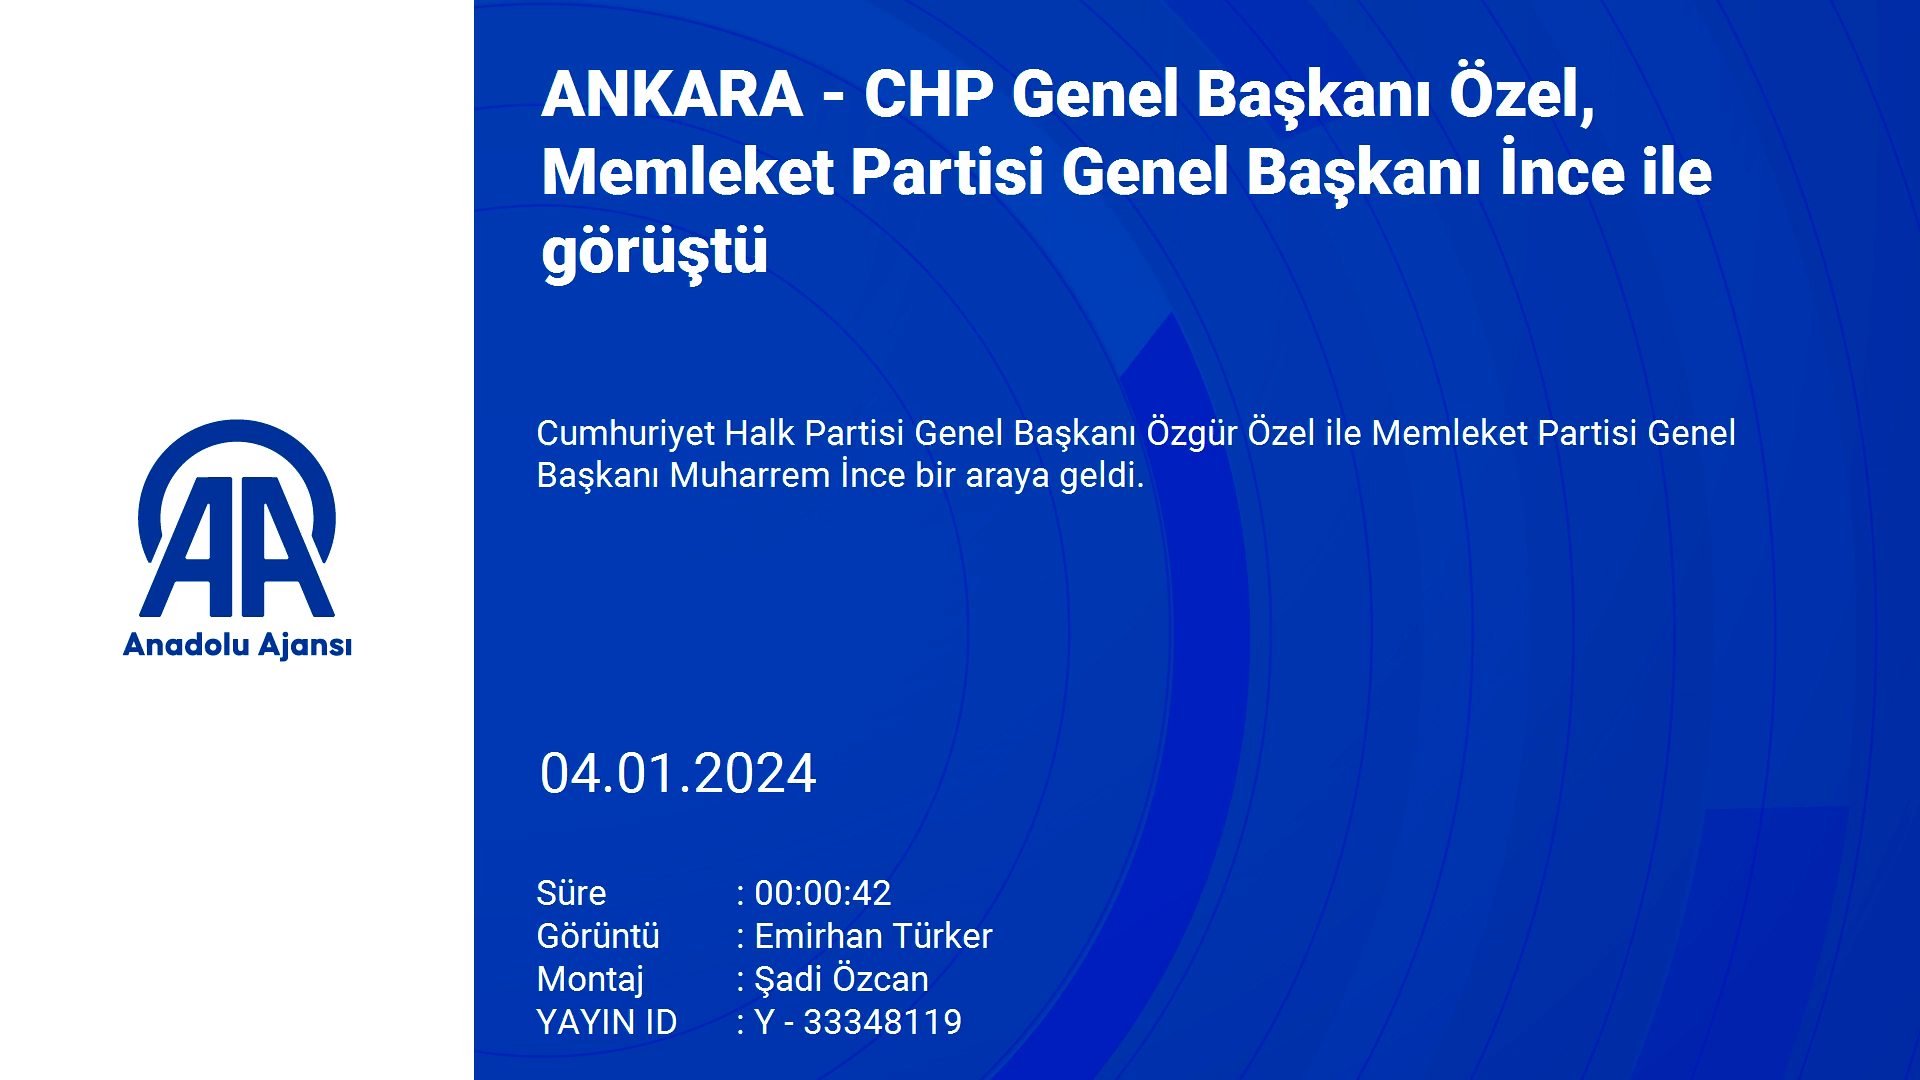 ANKARA - CHP Genel Başkanı Özel,
Memleket Partisi Genel Başkanı İnce ile
görüştü
Cumhuriyet Halk Partisi Genel Başkanı Özgür Özel ile Memleket Partisi Genel
Başkanı Muharrem İnce bir araya geldi.
AA
Anadolu Ajansı
04.01.2024
Süre : 00:00:42
Görüntü : Emirhan Türker
Montaj : Şadi Özcan
YAYIN ID : Y - 33348119